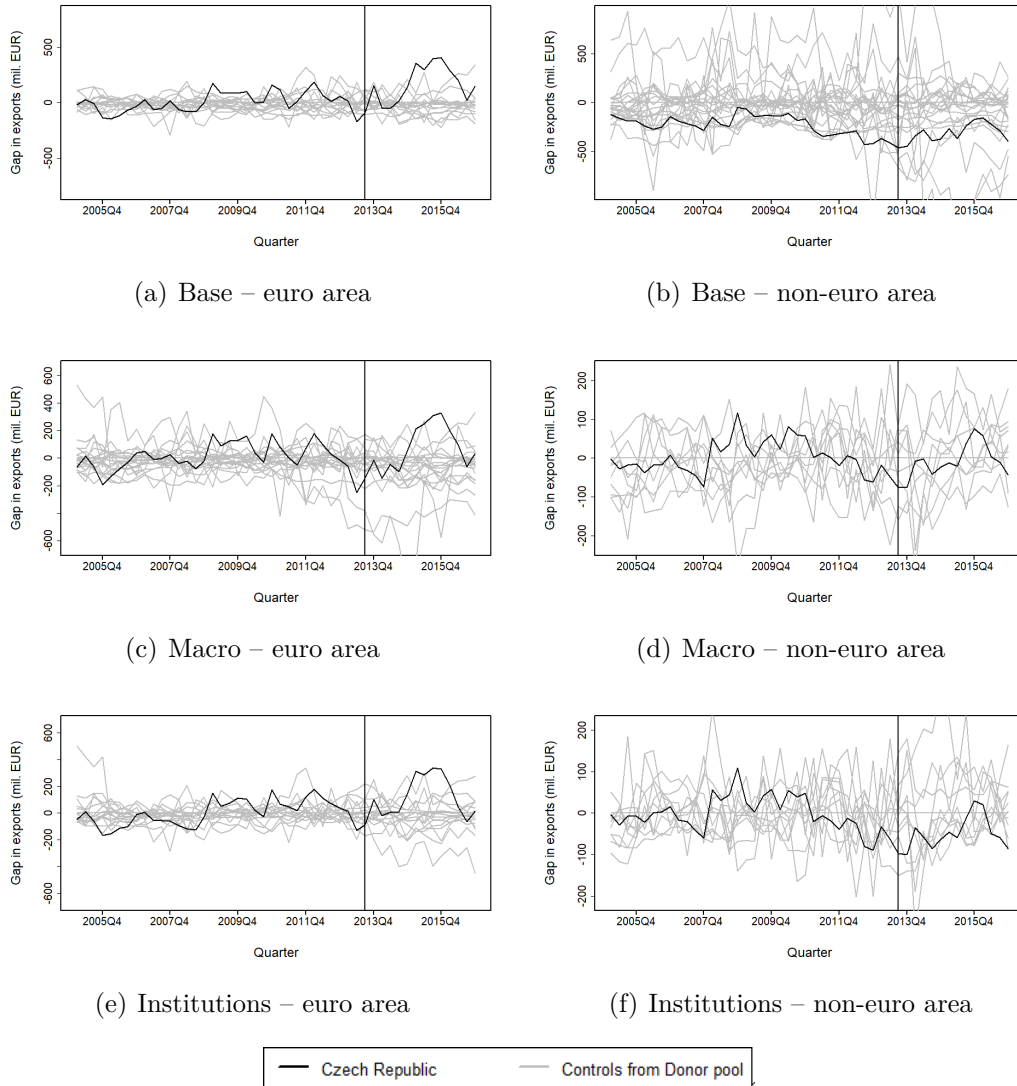 Gap in exports (mil. EUR)
500
0
-500
2005Q4 2007Q4 2009Q4 2011Q4 2013Q4 2015Q4
Quarter
(a) Base – euro area
Gap in exports (mil. EUR)
500
0
-500
2005Q4 2007Q4 2009Q4 2011Q4 2013Q4 2015Q4
Quarter
(b) Base – non-euro area
Gap in exports (mil. EUR)
600
200
0
200
-600
2005Q4 2007Q4 2009Q4 2011Q4 2013Q4 2015Q4
Quarter
(c) Macro – euro area
Gap in exports (mil. EUR)
200
100
0
-100
-200
2005Q4 2007Q4 2009Q4 2011Q4 2013Q4 2015Q4
Quarter
(d) Macro – non-euro area
Gap in exports (mil. EUR)
600
200
0
-200
-600
2005Q4 2007Q4 2009Q4 2011Q4 2013Q4 2015Q4
Quarter
(e) Institutions – euro area
Gap in exports (mil. EUR)
200
100
0
-100
-200
2005Q4 2007Q4 2009Q4 2011Q4 2013Q4 2015Q4
Quarter
(f) Institutions – non-euro area
Czech Republic Controls from Donor pool